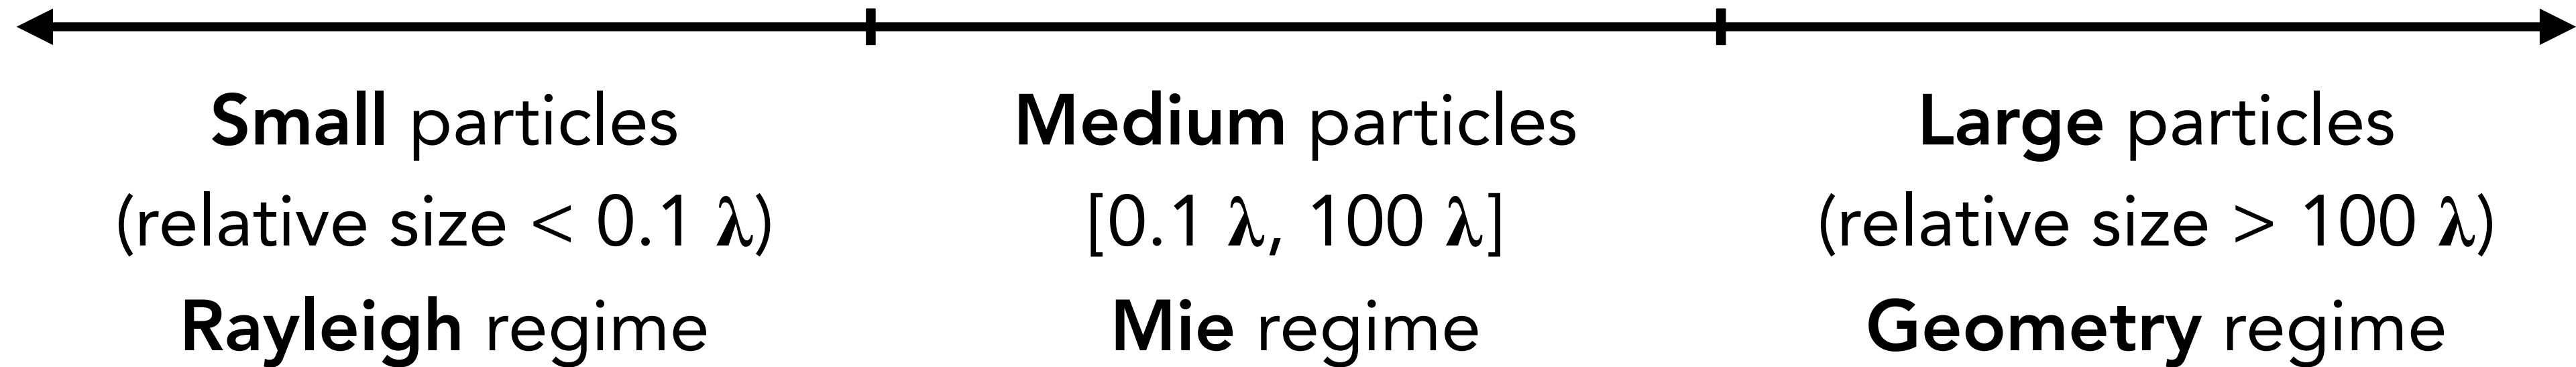 Small particles
(relative size < 0.1 λ)
Rayleigh regime
Medium particles
[0.1 λ, 100 λ]
Mie regime
Large particles
(relative size > 100 λ)
Geometry regime